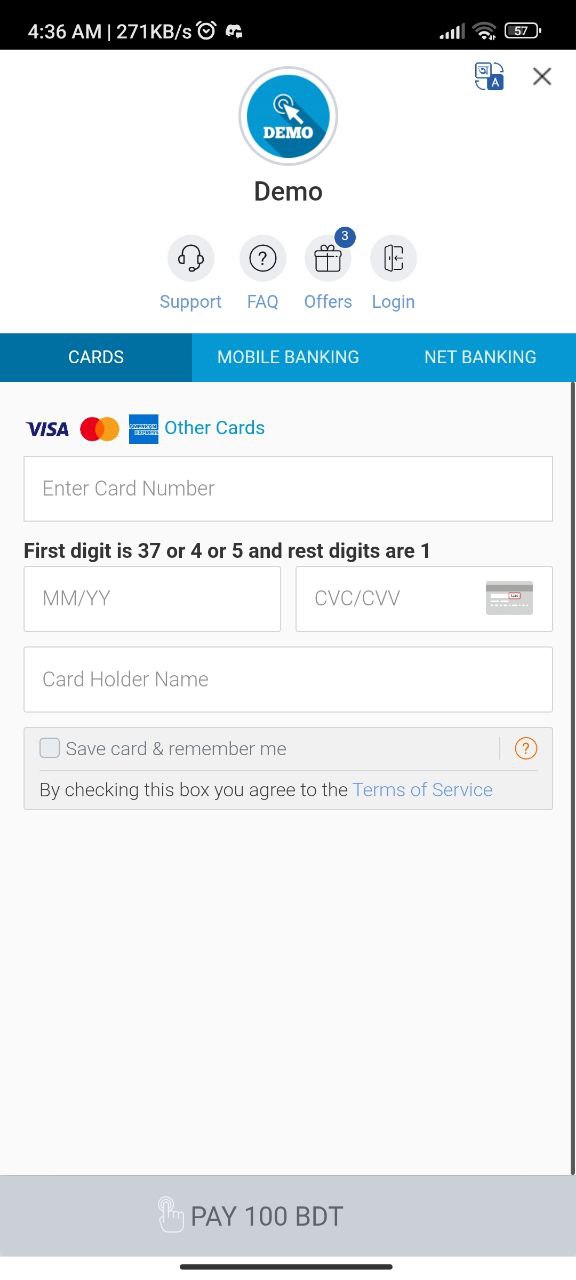 4:36 AM | 271KB/s 57
A
DEMO
Demo
3
?
Support FAQ Offers Login
CARDS MOBILE BANKING NET BANKING
VISA Other Cards
Enter Card Number
First digit is 37 or 4 or 5 and rest digits are 1
MM/YY CVC/CVV
Card Holder Name
Save card & remember me ?
By checking this box you agree to the Terms of Service
PAY 100 BDT